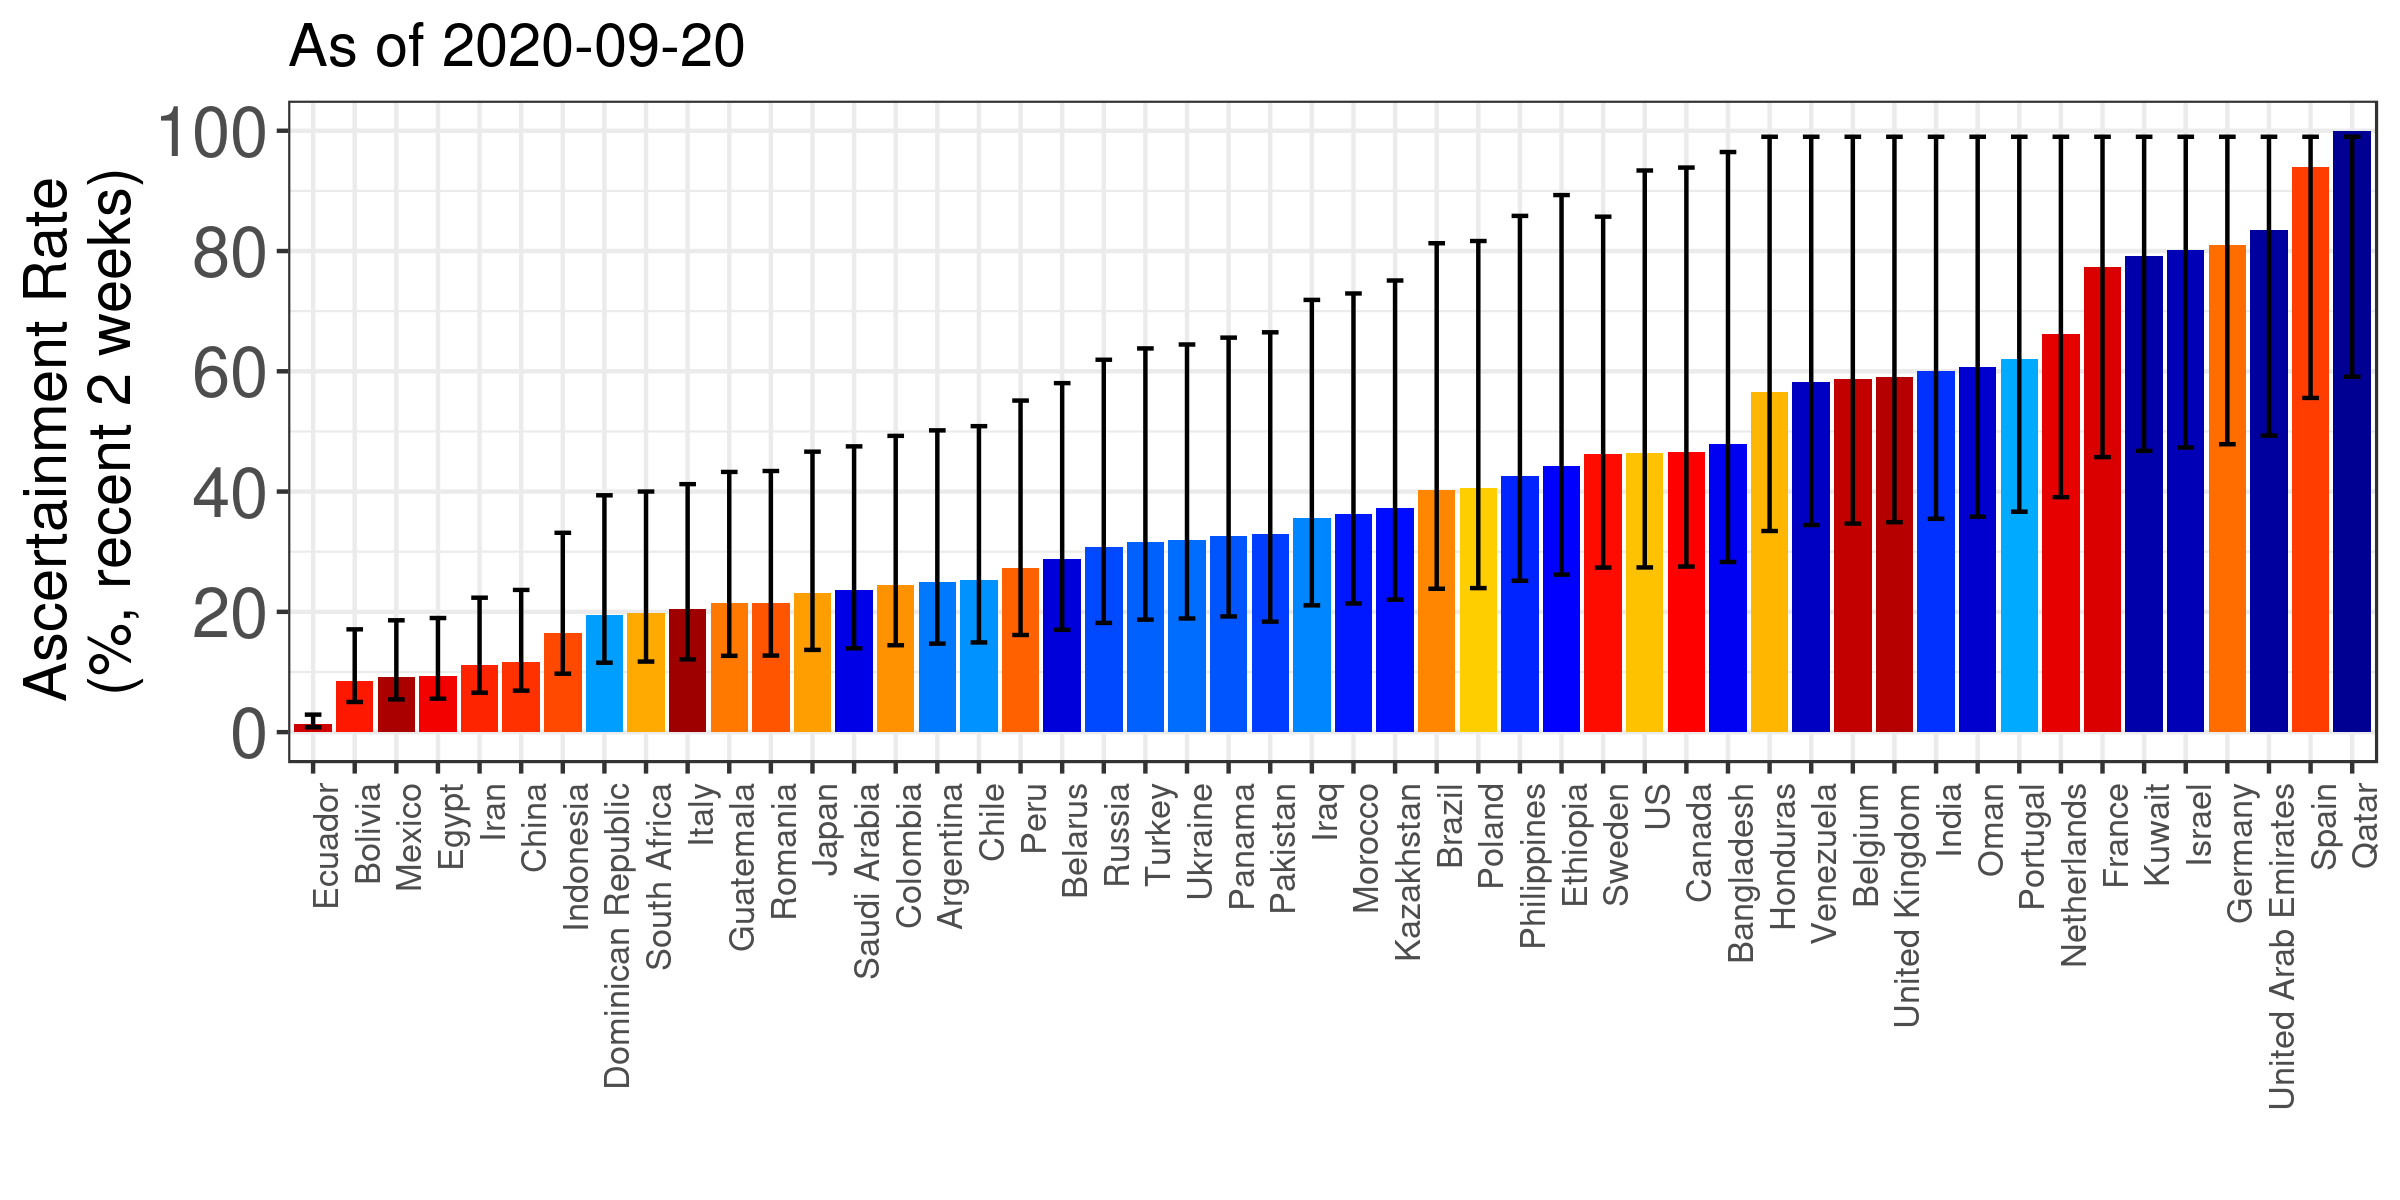 As of 2020-09-20
Ascertainment Rate
(%, recent 2 weeks)
100
80
60
40
20
0
Ecuador
Bolivia
Mexico
Egypt
Iran
China
Indonesia
Dominican Republic
South Africa
Italy
Guatemala
Romania
Japan
Saudi Arabia
Colombia
Argentina
Chile
Peru
Belarus
Russia
Turkey
Ukraine
Panama
Pakistan
Iraq
Morocco
Kazakhstan
Brazil
Poland
Philippines
Ethiopia
Sweden
US
Canada
Bangladesh
Honduras
Venezuela
Belgium
United Kingdom
India
Oman
Portugal
Netherlands
France
Kuwait
Israel
Germany
United Arab Emirates
Spain
Qatar